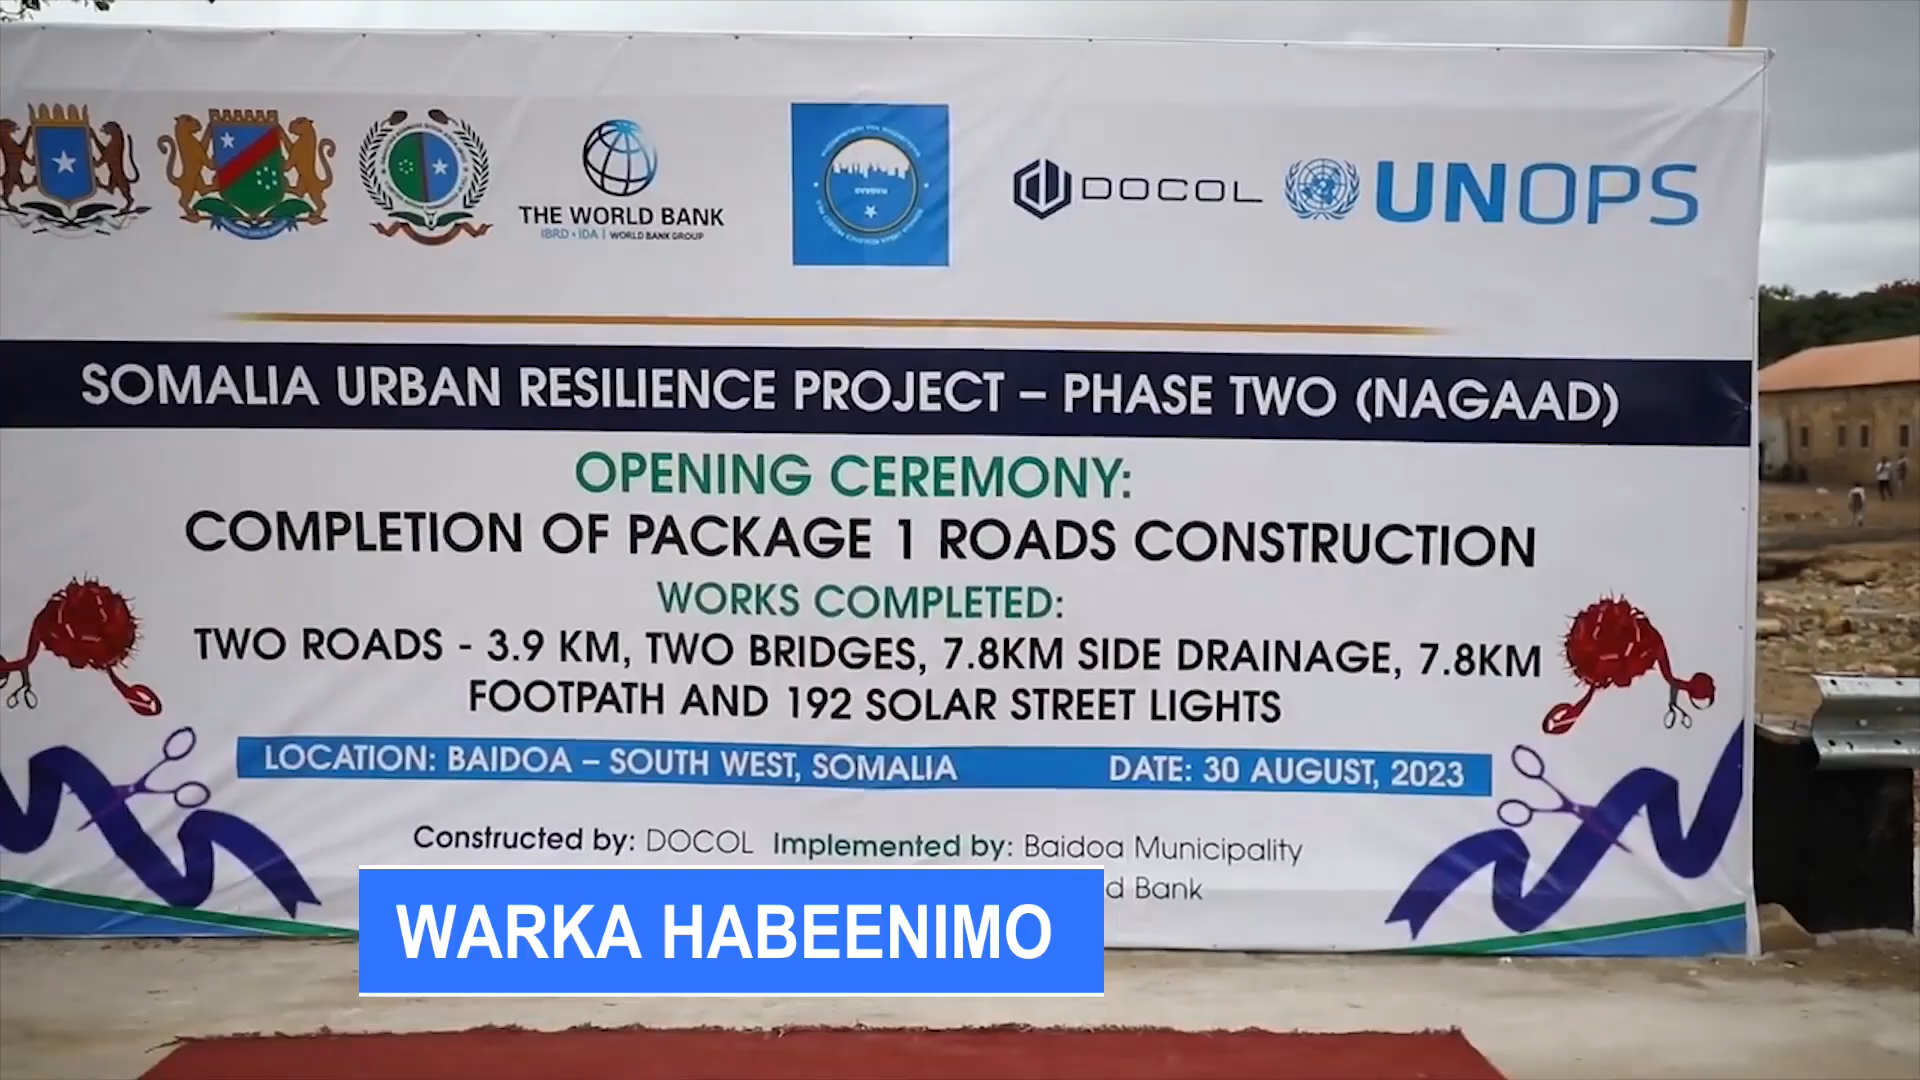 THE WORLD BANK
IBRD • IDA | WORLD BANK GROUP
NAGAAD
DOCOL
UNOPS
SOMALIA URBAN RESILIENCE PROJECT – PHASE TWO (NAGAAD)
OPENING CEREMONY:
COMPLETION OF PACKAGE 1 ROADS CONSTRUCTION
WORKS COMPLETED:
TWO ROADS - 3.9 KM, TWO BRIDGES, 7.8KM SIDE DRAINAGE, 7.8KM
FOOTPATH AND 192 SOLAR STREET LIGHTS
LOCATION: BAIDOA – SOUTH WEST, SOMALIA DATE: 30 AUGUST, 2023
Constructed by: DOCOL Implemented by: Baidoa Municipality
Bank
WARKA HABEENIMO